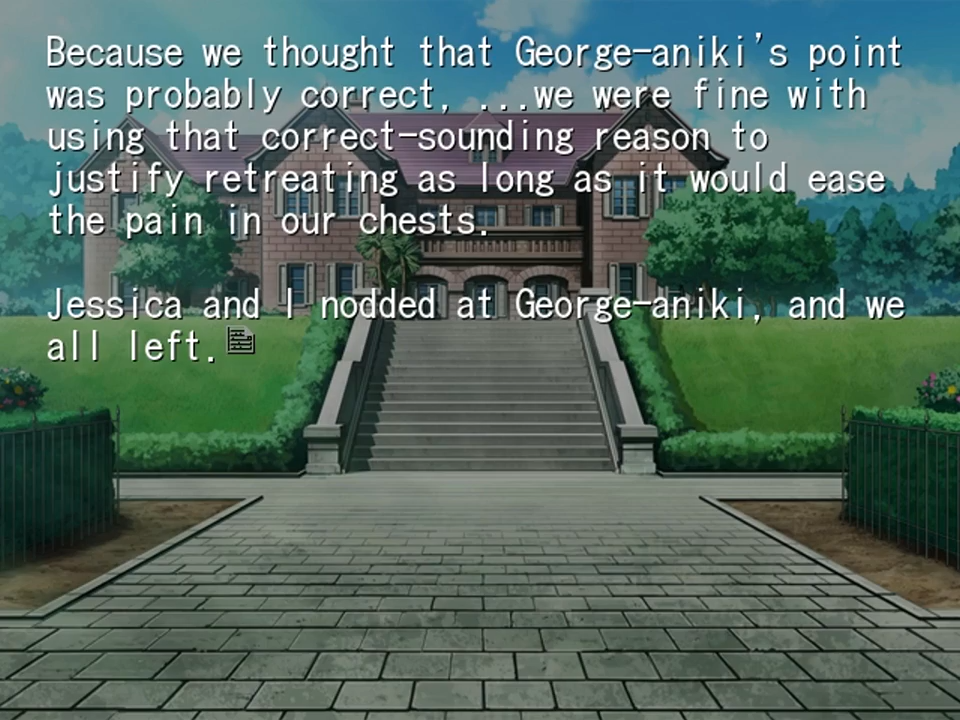 Because we thought that George-aniki's point
was probably correct, ...we were fine with
using that correct-sounding reason to
justify retreating as long as it would ease
the pain in our chests.
Jessica and I nodded at George-aniki, and we
all left.